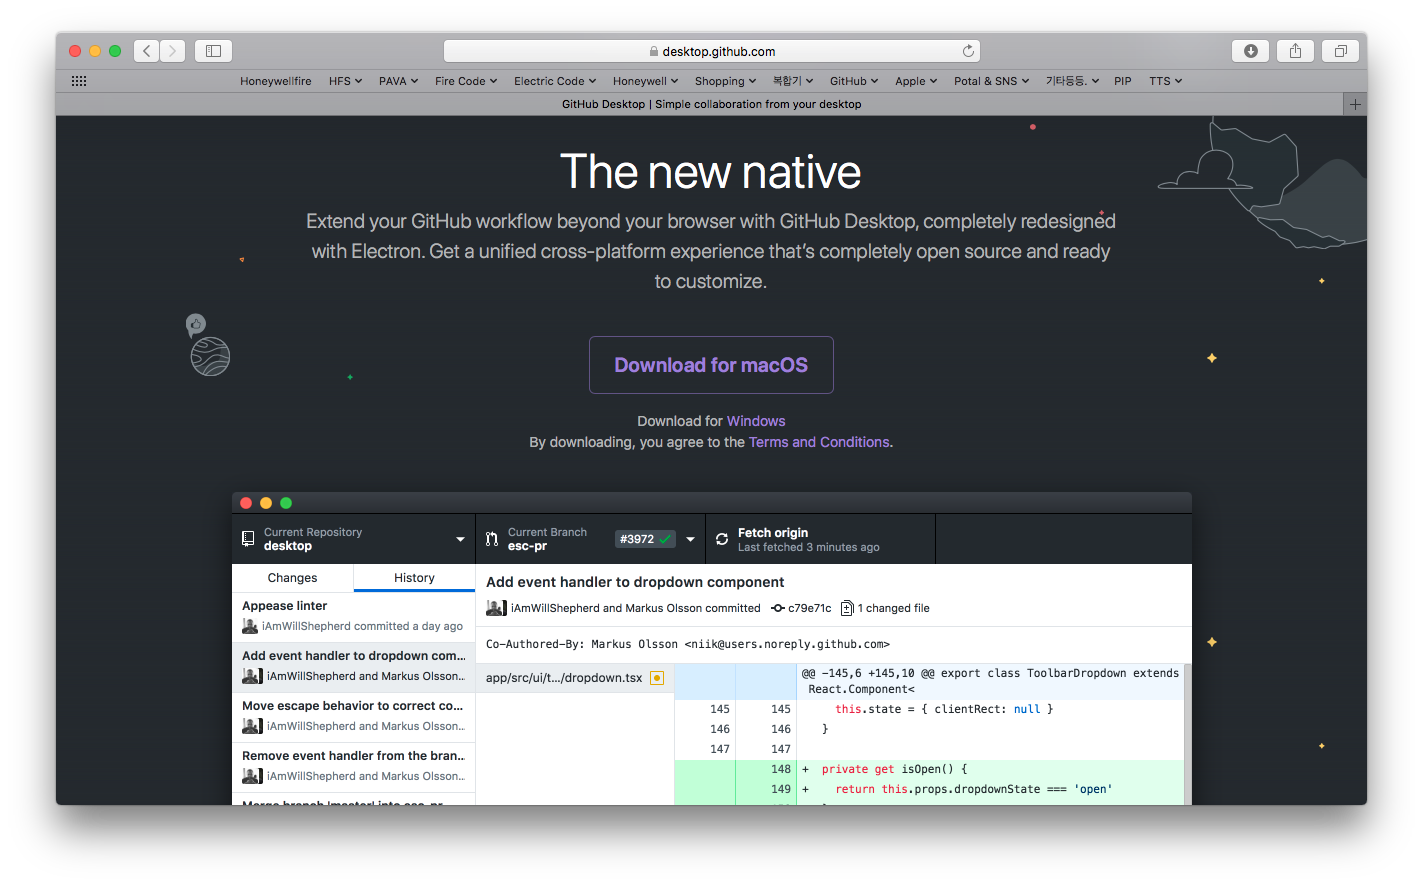 desktop.github.com
Honeywellfire HFS PAVA Fire Code Electric Code Honeywell Shopping 복합기 GitHub Apple Potal & SNS 기타등등. PIP TTS
GitHub Desktop | Simple collaboration from your desktop
The new native
Extend your GitHub workflow beyond your browser with GitHub Desktop, completely redesigned
with Electron. Get a unified cross-platform experience that's completely open source and ready
to customize.
Download for macOS
Download for Windows
By downloading, you agree to the Terms and Conditions.
Current Repository
desktop
Current Branch
esc-pr
#3972
Fetch origin
Last fetched 3 minutes ago
Changes
History
Appease linter
iAmWillShepherd committed a day ago
Add event handler to dropdown com...
iAmWillShepherd and Markus Olsson...
Move escape behavior to correct co...
iAmWillShepherd and Markus Olsson...
Remove event handler from the bran...
iAmWillShepherd and Markus Olsson...
Merge branch 'master' into esc-pr
Add event handler to dropdown component
iAmWillShepherd and Markus Olsson committed c79e71c 1 changed file
Co-Authored-By: Markus Olsson <niik@users.noreply.github.com>
app/src/ui/t.../dropdown.tsx
@@ -145,6 +145,10 @@ export class ToolbarDropdown extends
React.Component<
145 145 this.state = { clientRect: null }
146 146 }
147 147
148 + private get isOpen() {
149 + return this.props.dropdownState === 'open'